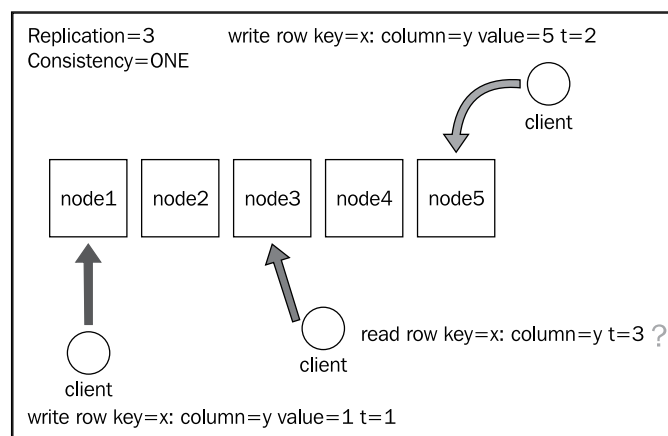 Replication=3
Consistency=ONE
write row key=x: column=y value=5 t=2
client
node1 node2 node3 node4 node5
read row key=x: column=y t=3 ?
client
client
write row key=x: column=y value=1 t=1